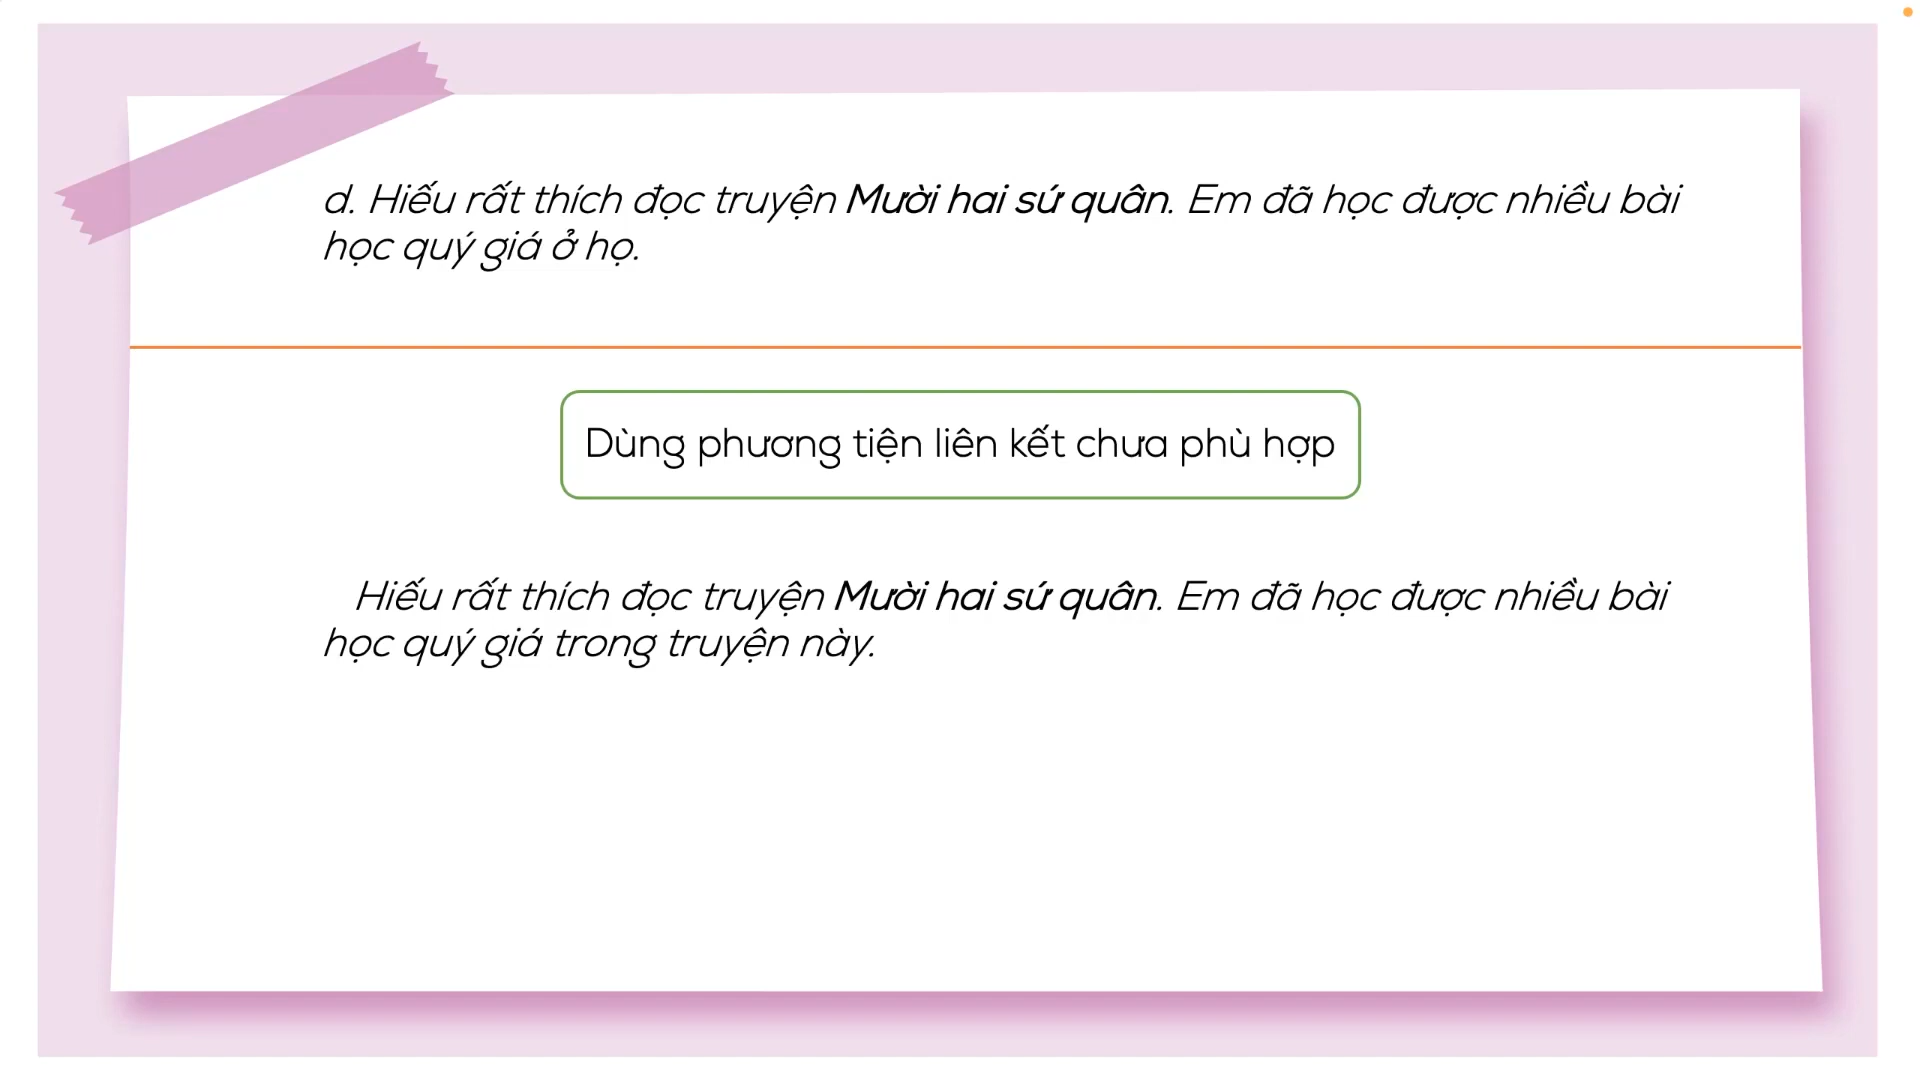 d. Hiếu rất thích đọc truyện Mười hai sứ quân. Em đã học được nhiều bài
học quý giá ở họ.
Dùng phương tiện liên kết chưa phù hợp
Hiếu rất thích đọc truyện Mười hai sứ quân. Em đã học được nhiều bài
học quý giá trong truyện này.